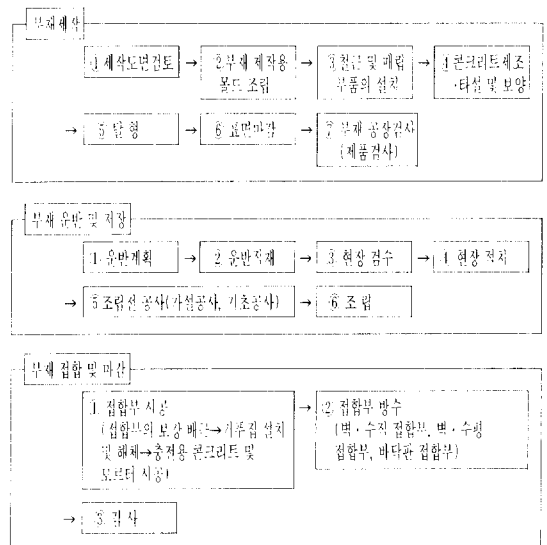 부재제작
① 제작도면검토 → ② 부재 제작용 → ③ 철근 및 매립 → ④ 콘크리트제조
몰드 조립 부품의 설치 ·타설 및 보양
→ ⑤ 탈형 → ⑥ 표면마감 → ⑦ 부재 공장검사
(제품검사)
부재 운반 및 저장
1. 운반계획 → 2. 운반적재 → 3. 현장 검수 → 4. 현장 적치
→ 5 조립전 공사(가설공사, 기초공사) → ⑥ 조립
부재 접합 및 마감
①. 접합부 시공 → ② 접합부 방수
(접합부의 보강 배근→거푸집 설치 (벽·수직 접합부, 벽·수평
및 해체→충전용 콘크리트 및 접합부, 바닥판 접합부)
모르터 시공)
→ ③ 검사